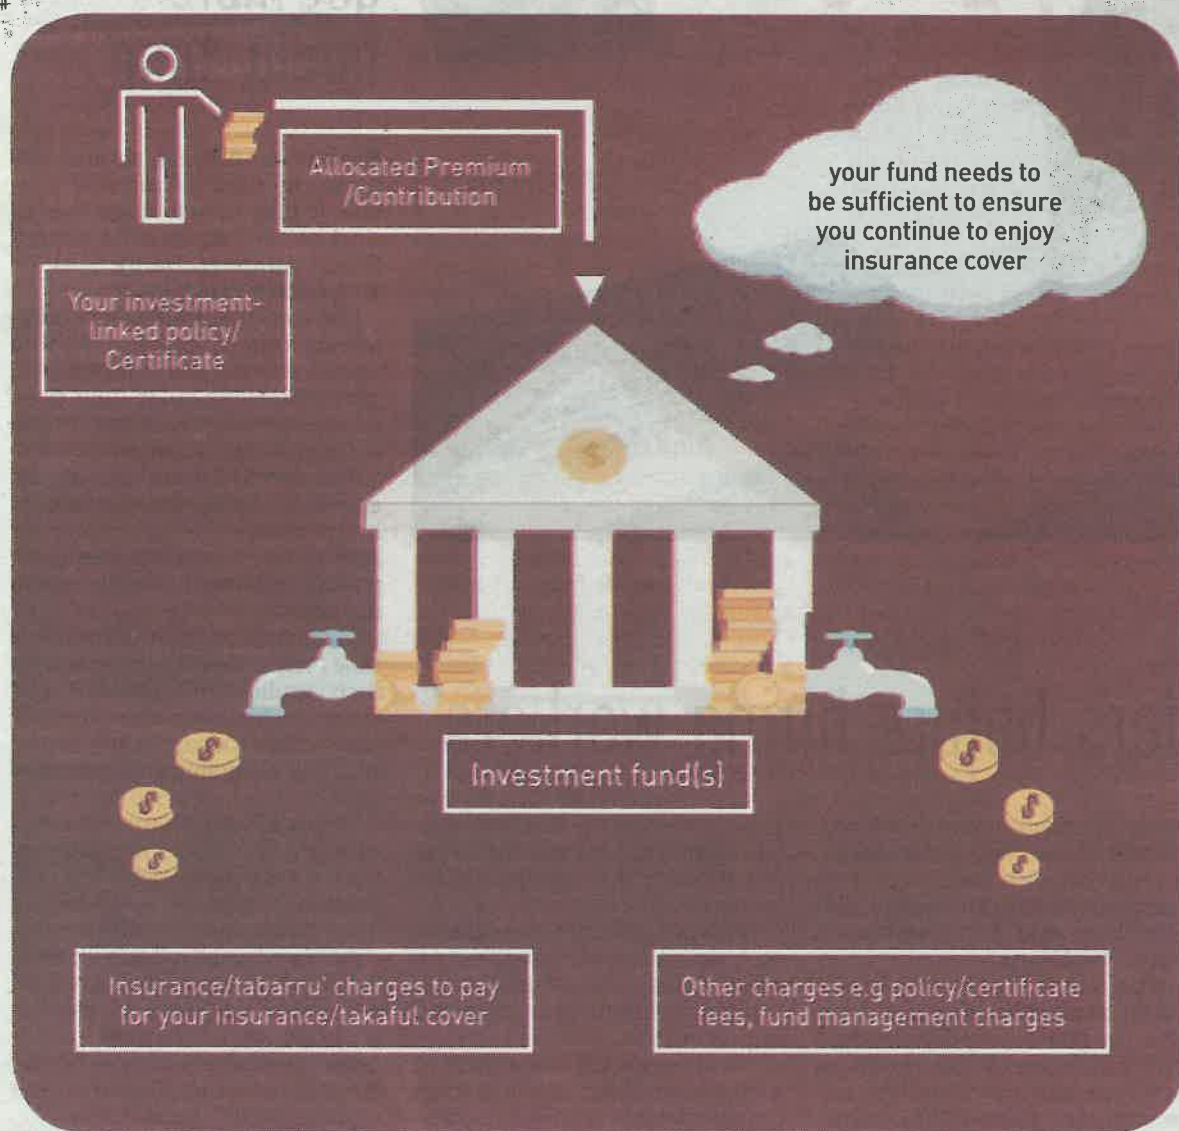 Allocated Premium
/Contribution
your fund needs to
be sufficient to ensure
you continue to enjoy
insurance cover
Your investment-
linked policy/
Certificate
$
$
$
$
$
$
$
Investment fund(s)
Insurance/tabarru' charges to pay
for your insurance/takaful cover
Other charges e.g policy/certificate
fees, fund management charges